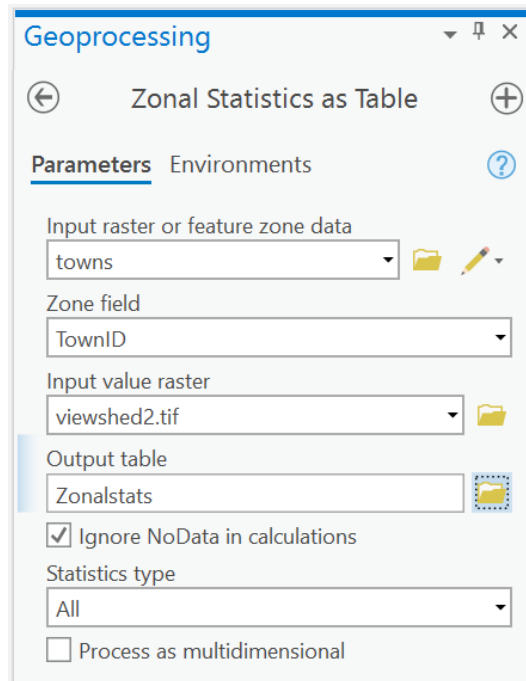 Geoprocessing
Zonal Statistics as Table
Parameters Environments
?
Input raster or feature zone data
towns
Zone field
TownID
Input value raster
viewshed2.tif
Output table
Zonalstats
Ignore NoData in calculations
Statistics type
All
Process as multidimensional